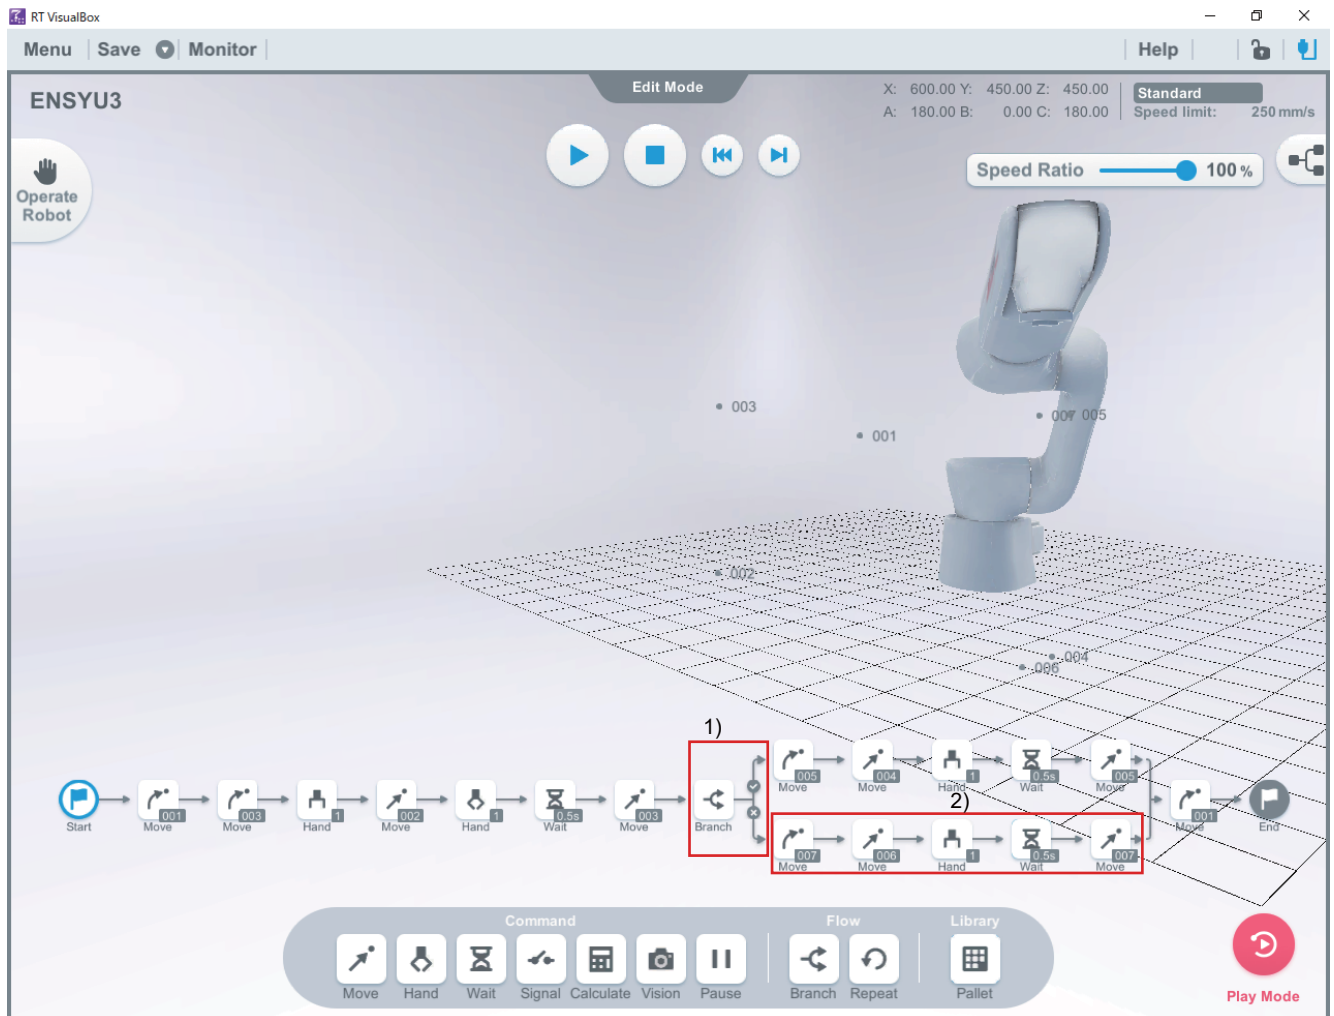 RT VisualBox
Menu Save Monitor Help
ENSYU3
Edit Mode
X: 600.00 Y: 450.00 Z: 450.00
A: 180.00 B: 0.00 C: 180.00
Standard
Speed limit: 250 mm/s
Operate
Robot
Speed Ratio 100 %
003
001
007 005
002
004
006
1)
005 004 1 0.5s 005
Move Move Hand Wait Move
2)
001 003 1 002 1 0.5s 003 001
Start Move Move Hand Move Hand Wait Move Branch Move End
007 006 1 0.5s 007
Move Move Hand Wait Move
Command Flow Library
Move Hand Wait Signal Calculate Vision Pause Branch Repeat Pallet
Play Mode